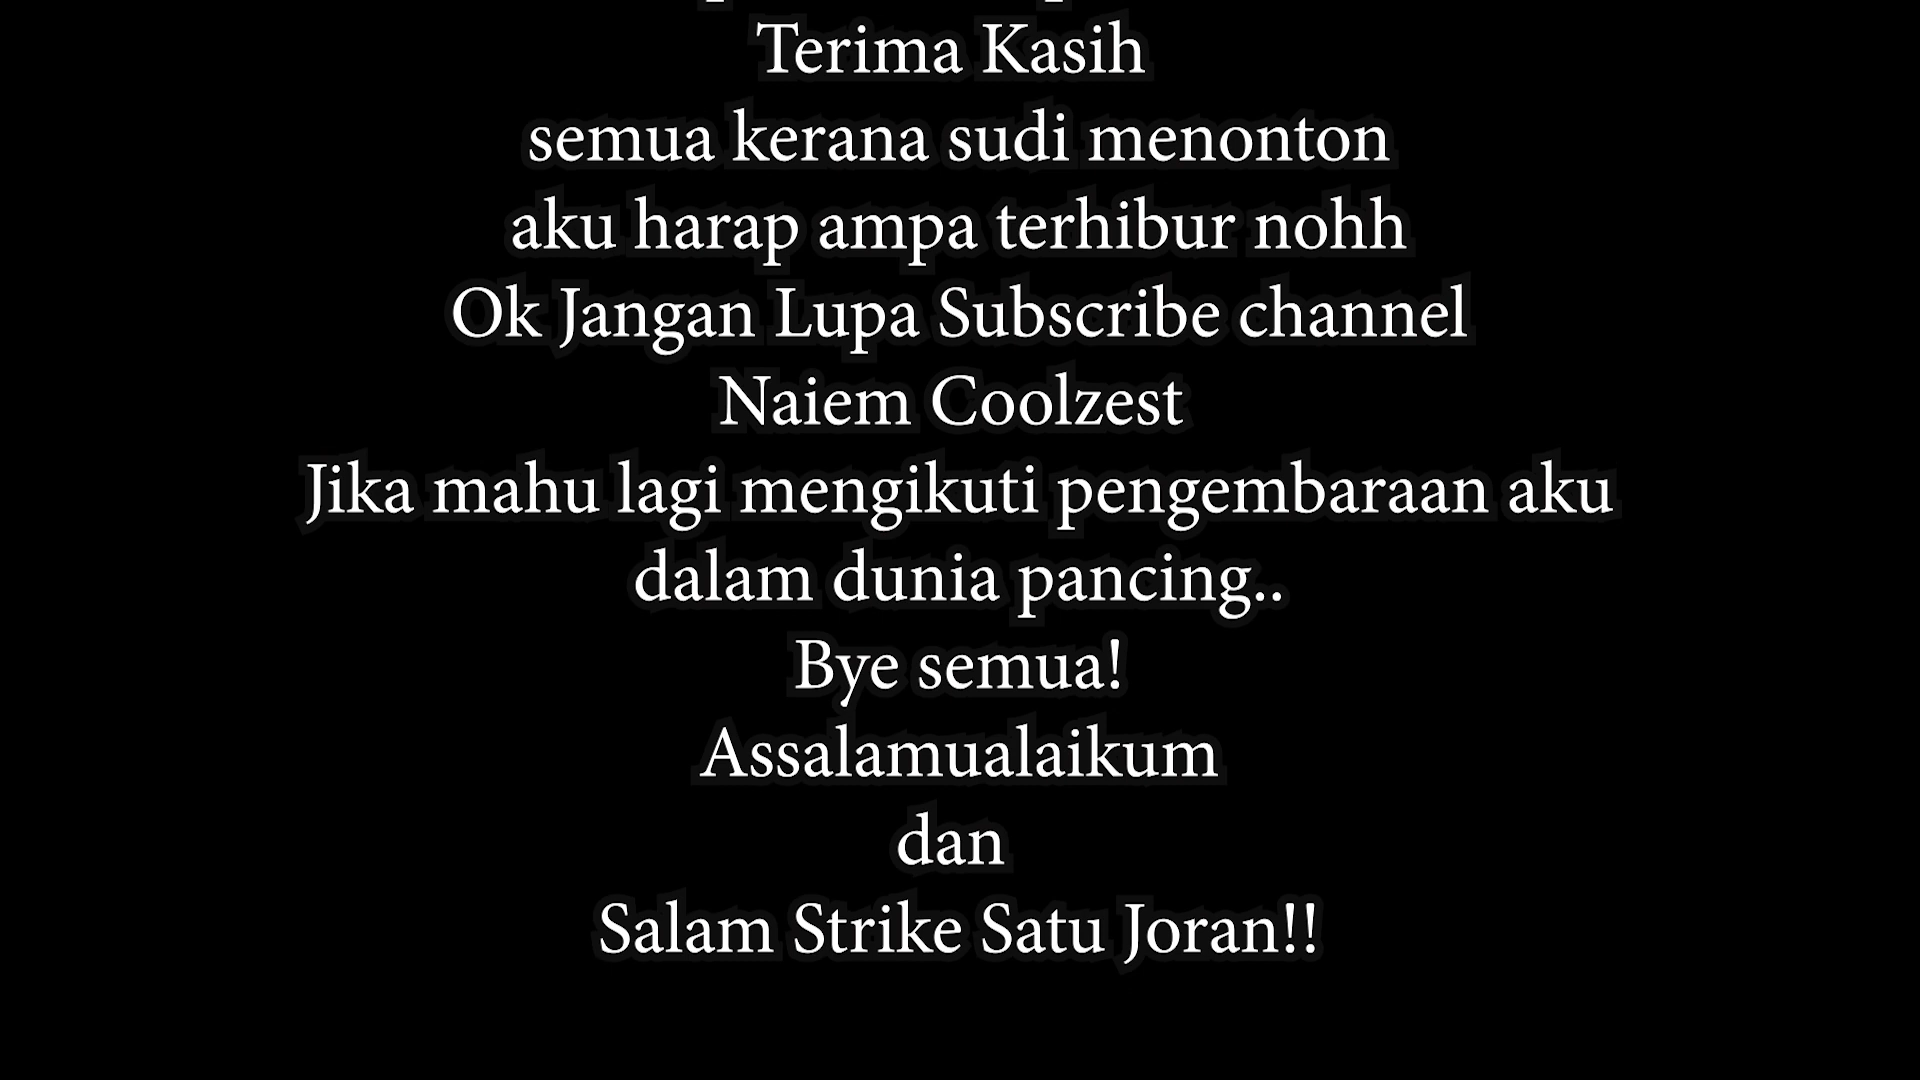 Terima Kasih
semua kerana sudi menonton
aku harap ampa terhibur nohh
Ok Jangan Lupa Subscribe channel
Naiem Coolzest
Jika mahu lagi mengikuti pengembaraan aku
dalam dunia pancing..
Bye semua!
Assalamualaikum
dan
Salam Strike Satu Joran!!